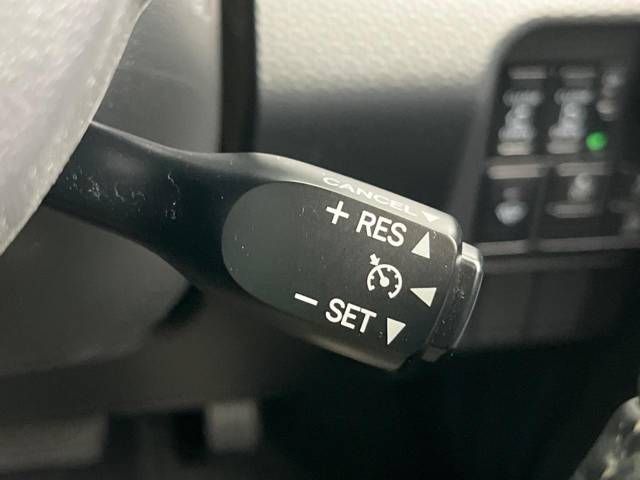 CANCEL ▼
+ RES ▲
◀
− SET ▼